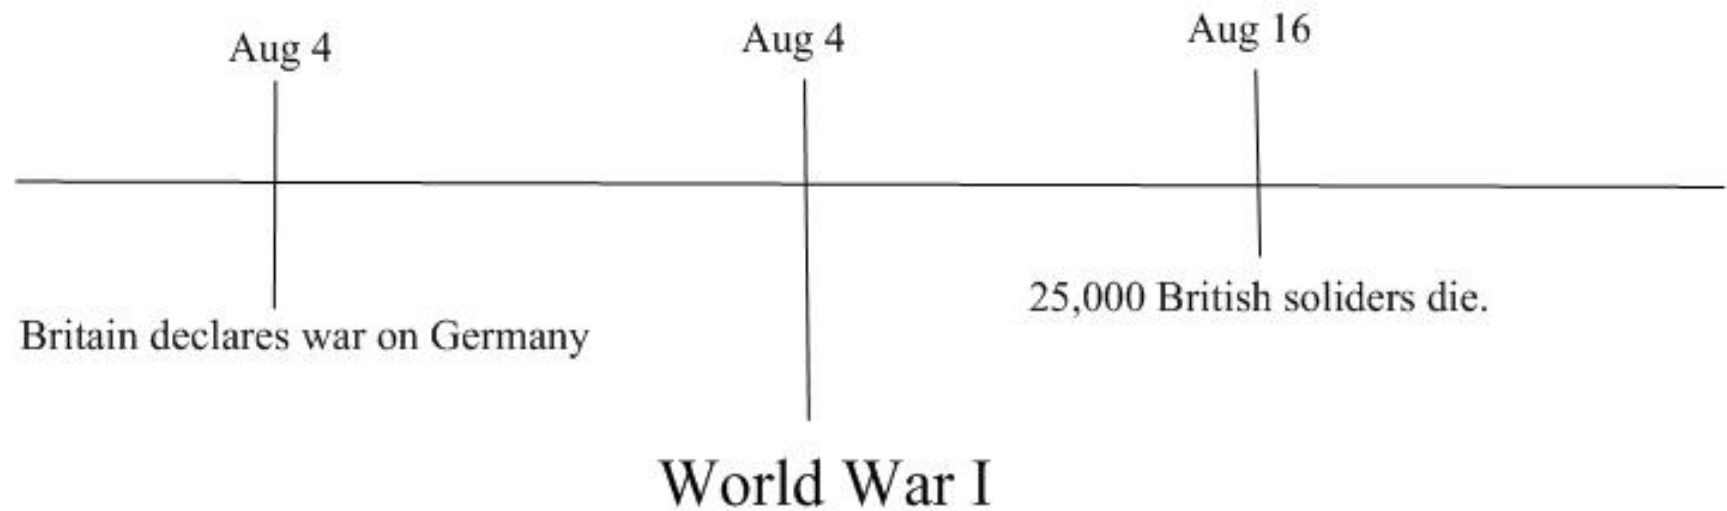 Aug 4
Aug 4
Aug 16
Britain declares war on Germany
25,000 British soliders die.
World War I